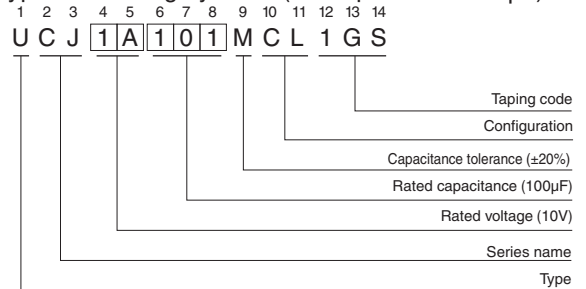 1 2 3 4 5 6 7 8 9 10 11 12 13 14
U C J 1 A 1 0 1 M C L 1 G S
Taping code
Configuration
Capacitance tolerance (±20%)
Rated capacitance (100µF)
Rated voltage (10V)
Series name
Type